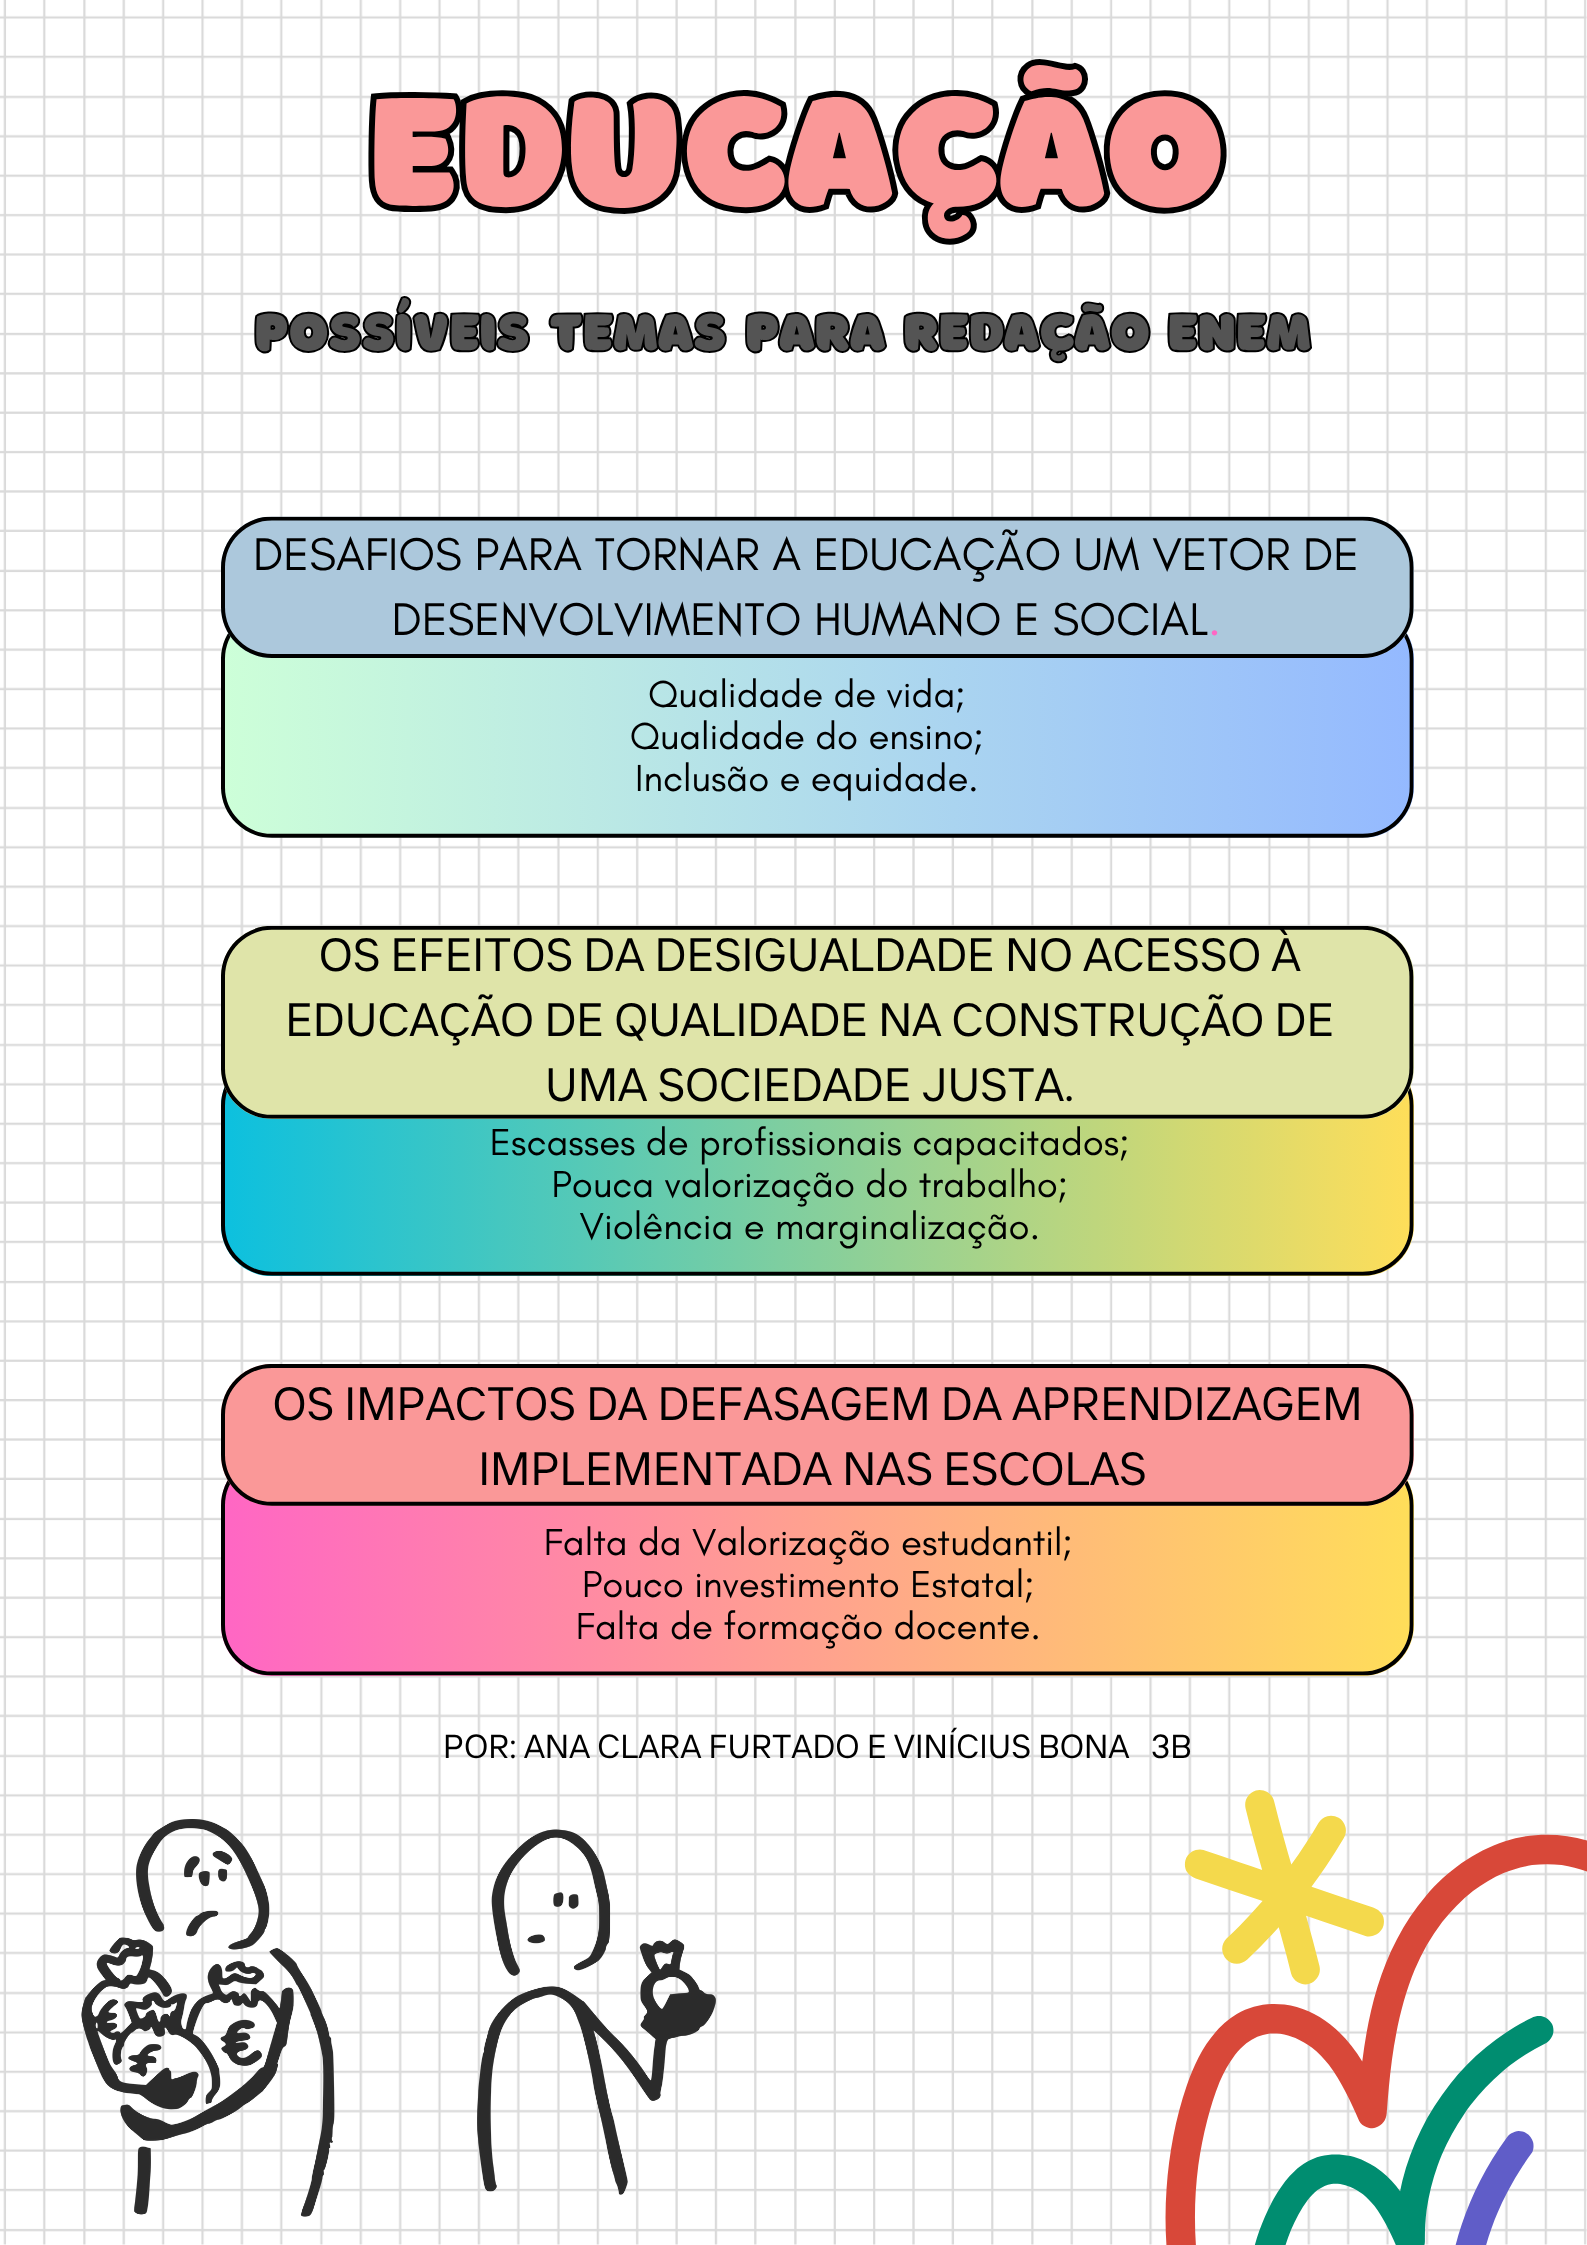 EDUCAÇÃO
POSSÍVEIS TEMAS PARA REDAÇÃO ENEM
DESAFIOS PARA TORNAR A EDUCAÇÃO UM VETOR DE
DESENVOLVIMENTO HUMANO E SOCIAL.
Qualidade de vida;
Qualidade do ensino;
Inclusão e equidade.
OS EFEITOS DA DESIGUALDADE NO ACESSO À
EDUCAÇÃO DE QUALIDADE NA CONSTRUÇÃO DE
UMA SOCIEDADE JUSTA.
Escasses de profissionais capacitados;
Pouca valorização do trabalho;
Violência e marginalização.
OS IMPACTOS DA DEFASAGEM DA APRENDIZAGEM
IMPLEMENTADA NAS ESCOLAS
Falta da Valorização estudantil;
Pouco investimento Estatal;
Falta de formação docente.
POR: ANA CLARA FURTADO E VINÍCIUS BONA 3B
€
€
€